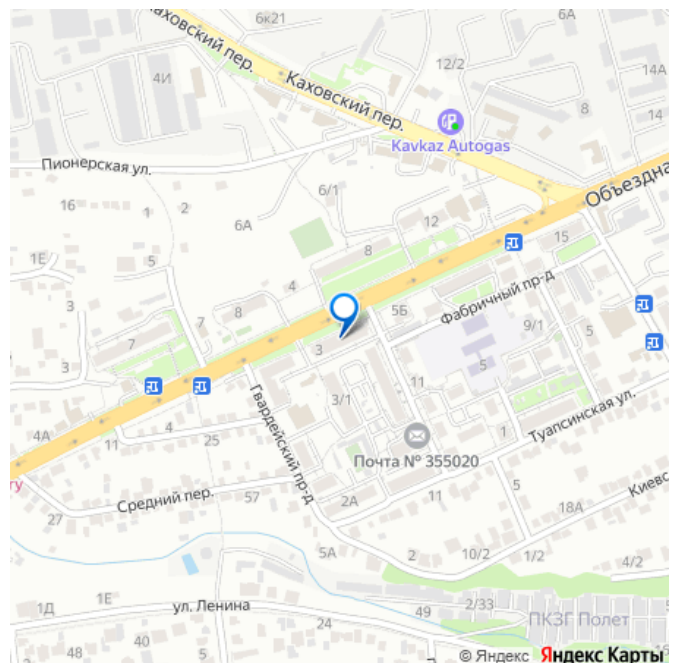 6к21
6А
Каховский пер.
4И
12/2
14А
Каховский пер.
8
14
Kavkaz Autogas
Пионерская ул.
6/1
Объездна
16
1
2
6А
12
8
15
1Е
5
4
5Б
Фабричный пр-д
3
7
8
9/1
5
7
3
5
3/1
11
Гвардейский пр-д
Туапсинская ул.
4А
11
4
25
1
Почта № 355020
ry
Средний пер.
57
2А
11
5
18А
Киевс
27
5А
2
10/2
1/2
4/2
1Д
1Е
ул. Ленина
49
2/33
ПКЗГ Полет
48
40
24
© Яндекс Яндекс Карты